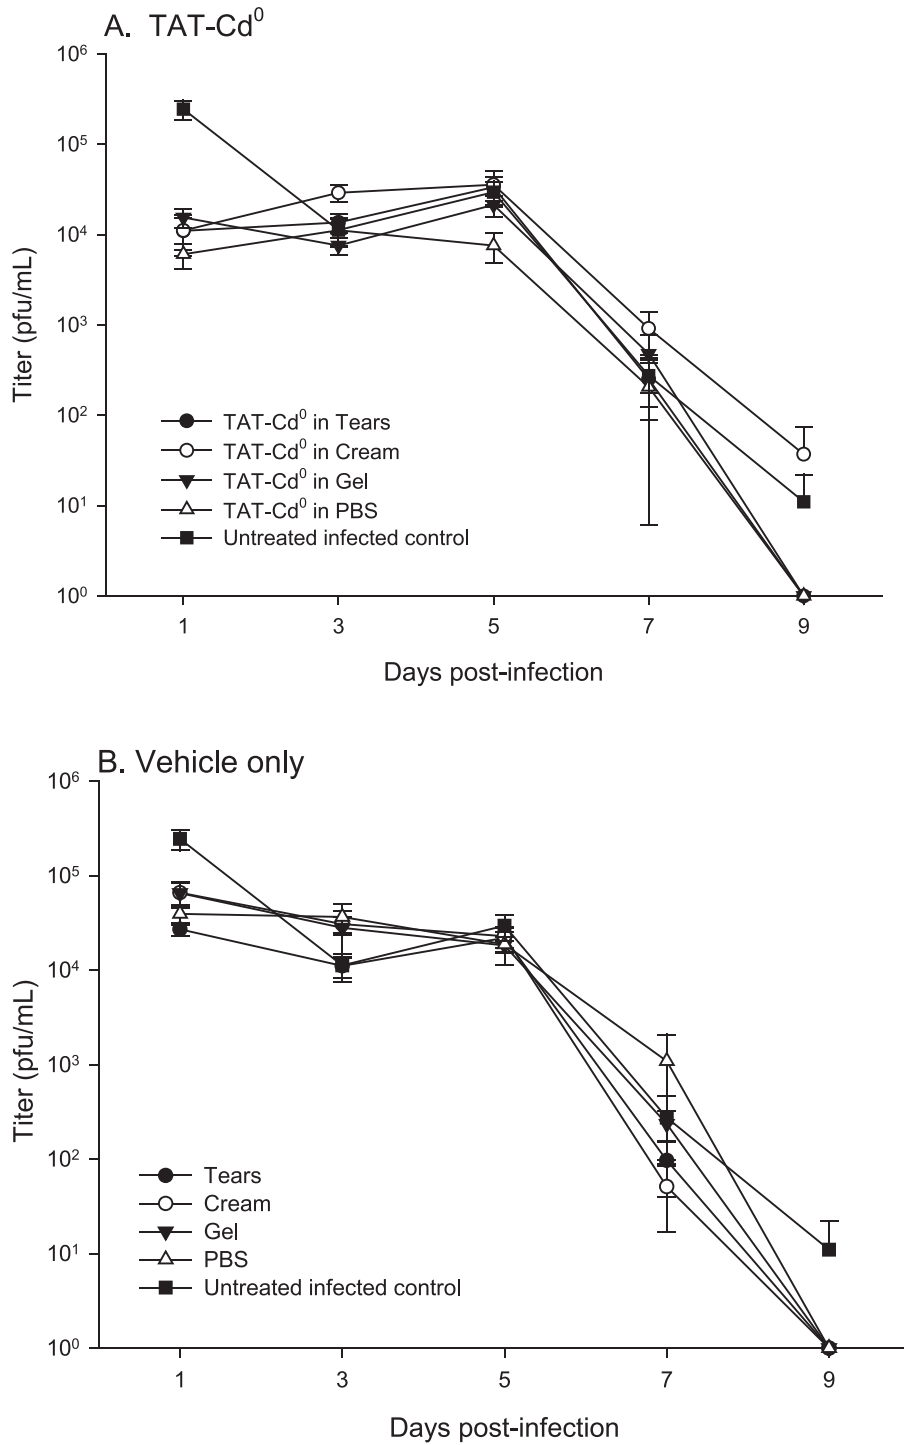 A. TAT-Cd⁰
10⁶
10⁵
10⁴
10³
10²
10¹
10⁰
Titer (pfu/mL)
TAT-Cd⁰ in Tears
TAT-Cd⁰ in Cream
TAT-Cd⁰ in Gel
TAT-Cd⁰ in PBS
Untreated infected control
1 3 5 7 9
Days post-infection
B. Vehicle only
10⁶
10⁵
10⁴
10³
10²
10¹
10⁰
Titer (pfu/mL)
Tears
Cream
Gel
PBS
Untreated infected control
1 3 5 7 9
Days post-infection